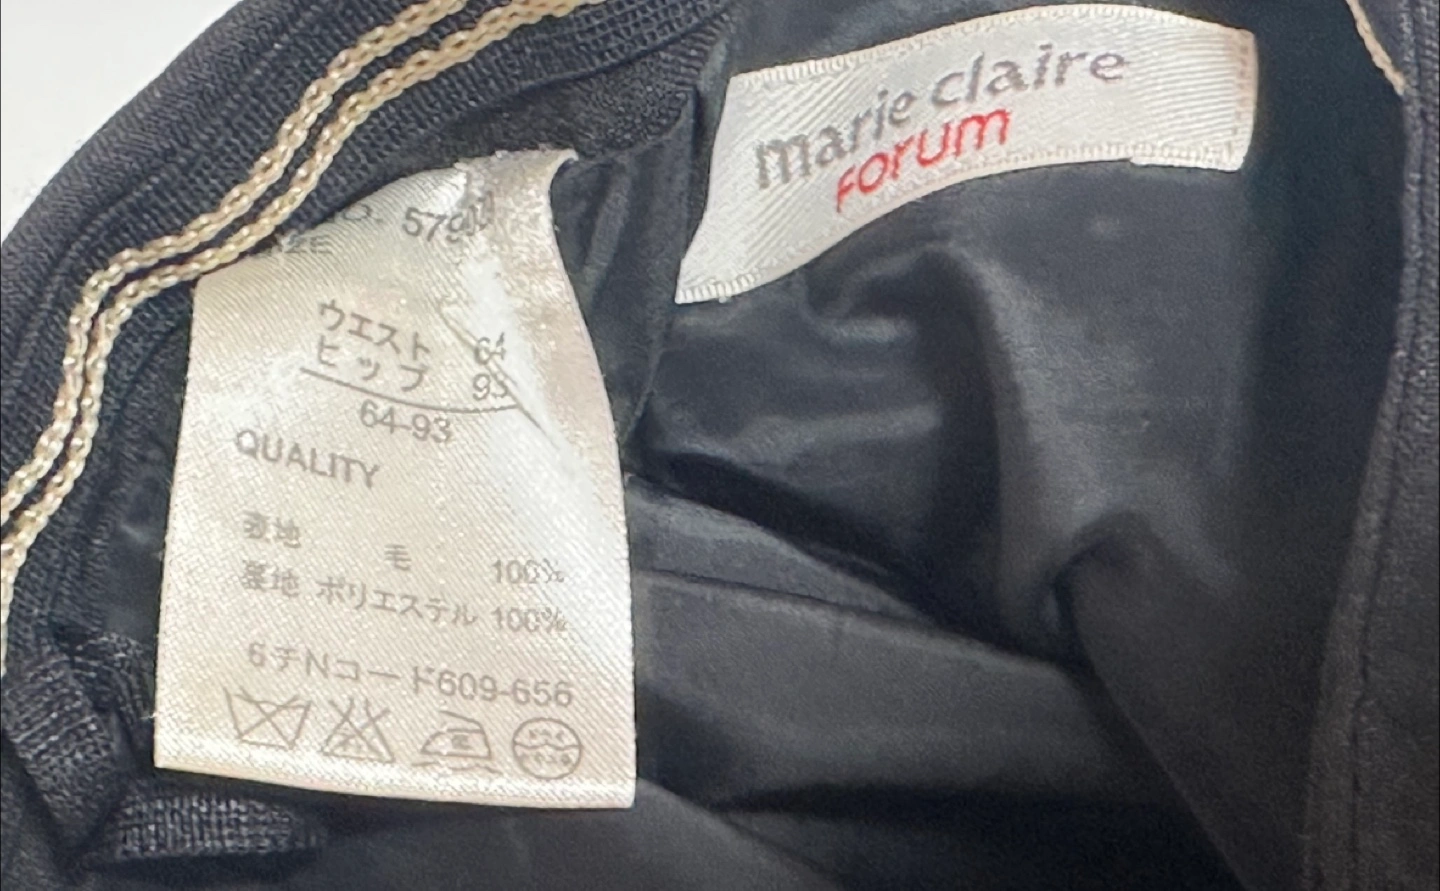 marie claire
forum
ウエスト 64
ヒップ 93
64-93
QUALITY
表地 毛 100%
裏地 ポリエステル 100%
6チNコード609-656